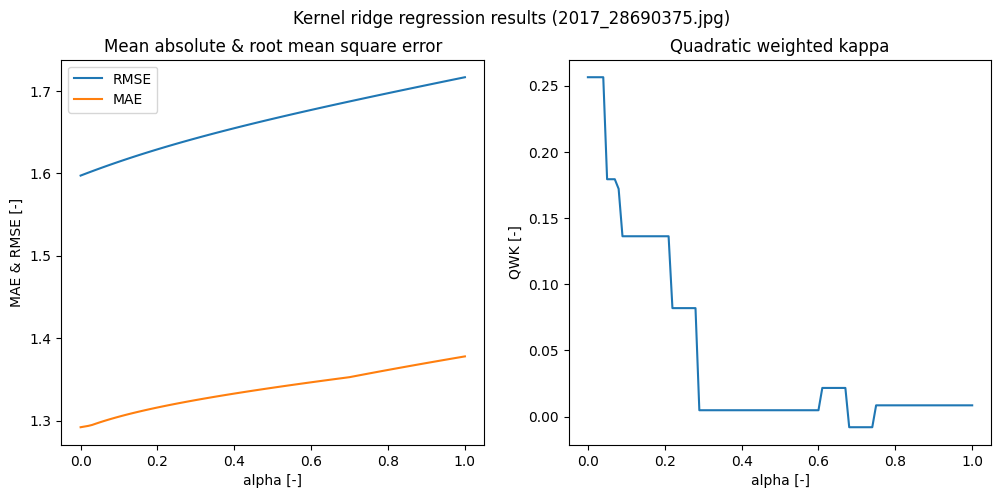 Kernel ridge regression results (2017_28690375.jpg)
Mean absolute & root mean square error
RMSE
MAE
MAE & RMSE [-]
1.7
1.6
1.5
1.4
1.3
0.0 0.2 0.4 0.6 0.8 1.0
alpha [-]
Quadratic weighted kappa
QWK [-]
0.25
0.20
0.15
0.10
0.05
0.00
0.0 0.2 0.4 0.6 0.8 1.0
alpha [-]